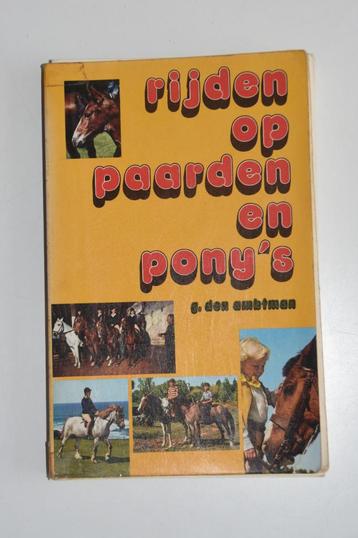 rijden
op
paarden
en
pony's
g. den ambtman